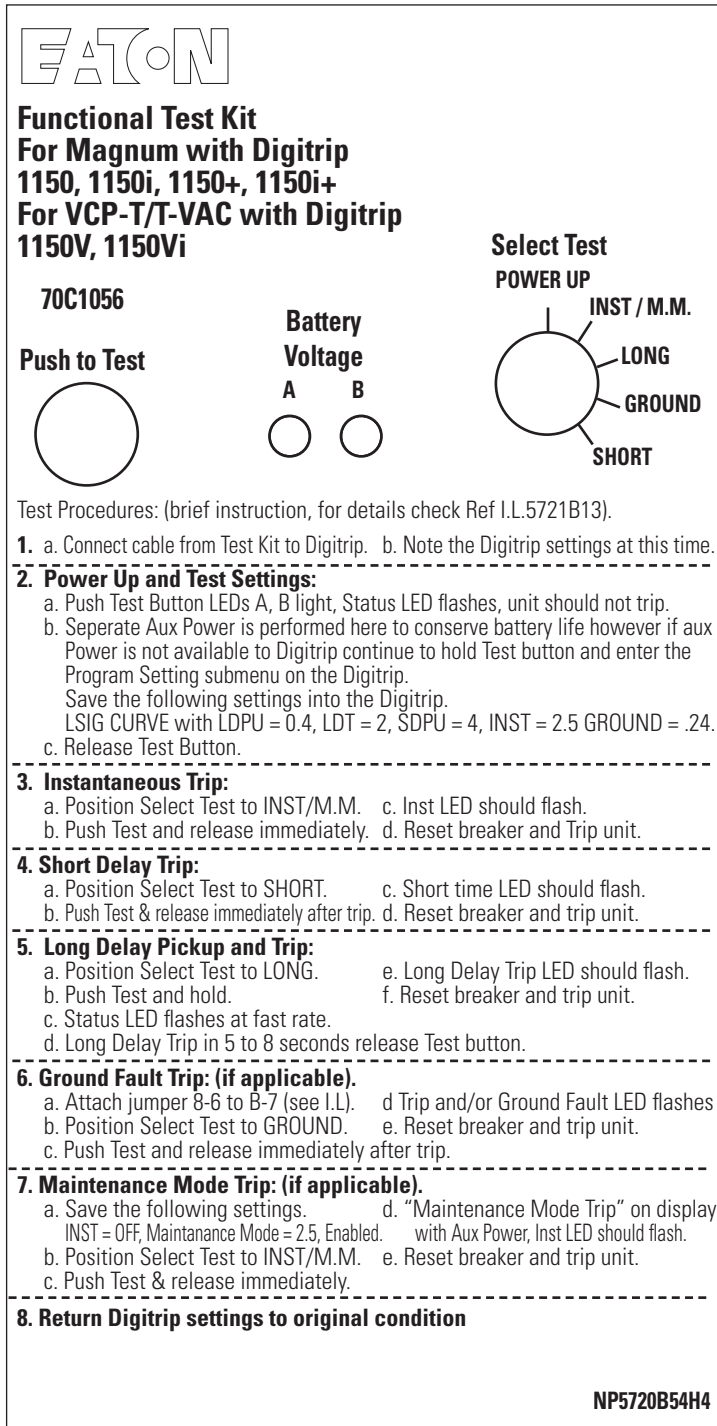 EATON
Functional Test Kit
For Magnum with Digitrip
1150, 1150i, 1150+, 1150i+
For VCP-T/T-VAC with Digitrip
1150V, 1150Vi
70C1056
Push to Test
Battery
Voltage
A B
Select Test
POWER UP
INST / M.M.
LONG
GROUND
SHORT
Test Procedures: (brief instruction, for details check Ref I.L.5721B13).
1. a. Connect cable from Test Kit to Digitrip. b. Note the Digitrip settings at this time.
2. Power Up and Test Settings:
a. Push Test Button LEDs A, B light, Status LED flashes, unit should not trip.
b. Seperate Aux Power is performed here to conserve battery life however if aux
Power is not available to Digitrip continue to hold Test button and enter the
Program Setting submenu on the Digitrip.
Save the following settings into the Digitrip.
LSIG CURVE with LDPU = 0.4, LDT = 2, SDPU = 4, INST = 2.5 GROUND = .24.
c. Release Test Button.
3. Instantaneous Trip:
a. Position Select Test to INST/M.M. c. Inst LED should flash.
b. Push Test and release immediately. d. Reset breaker and Trip unit.
4. Short Delay Trip:
a. Position Select Test to SHORT. c. Short time LED should flash.
b. Push Test & release immediately after trip. d. Reset breaker and trip unit.
5. Long Delay Pickup and Trip:
a. Position Select Test to LONG. e. Long Delay Trip LED should flash.
b. Push Test and hold. f. Reset breaker and trip unit.
c. Status LED flashes at fast rate.
d. Long Delay Trip in 5 to 8 seconds release Test button.
6. Ground Fault Trip: (if applicable).
a. Attach jumper 8-6 to B-7 (see I.L). d Trip and/or Ground Fault LED flashes
b. Position Select Test to GROUND. e. Reset breaker and trip unit.
c. Push Test and release immediately after trip.
7. Maintenance Mode Trip: (if applicable).
a. Save the following settings. d. “Maintenance Mode Trip” on display
INST = OFF, Maintanance Mode = 2.5, Enabled. with Aux Power, Inst LED should flash.
b. Position Select Test to INST/M.M. e. Reset breaker and trip unit.
c. Push Test & release immediately.
8. Return Digitrip settings to original condition
NP5720B54H4